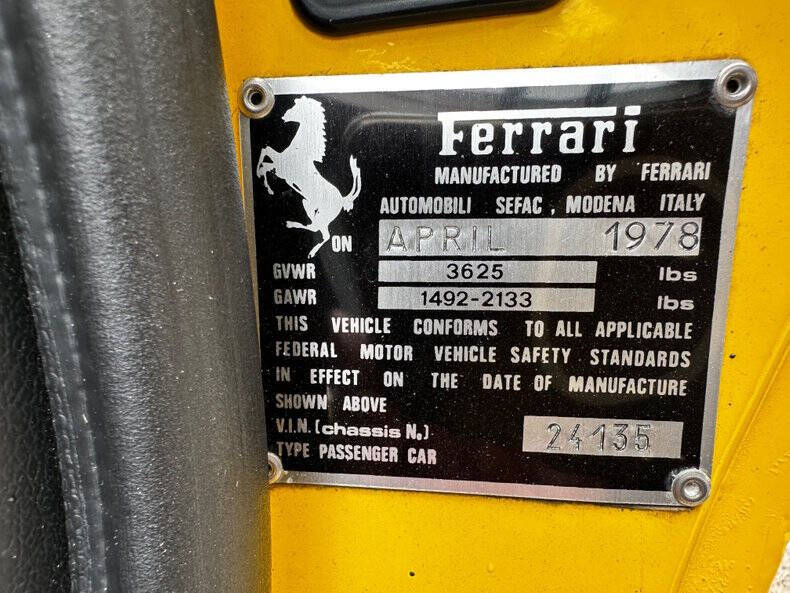 Ferrari
MANUFACTURED BY FERRARI
AUTOMOBILI SEFAC, MODENA ITALY
ON APRIL 1978
GVWR 3625 lbs
GAWR 1492-2133 lbs
THIS VEHICLE CONFORMS TO ALL APPLICABLE
FEDERAL MOTOR VEHICLE SAFETY STANDARDS
IN EFFECT ON THE DATE OF MANUFACTURE
SHOWN ABOVE
V.I.N. (chassis No) 24135
TYPE PASSENGER CAR